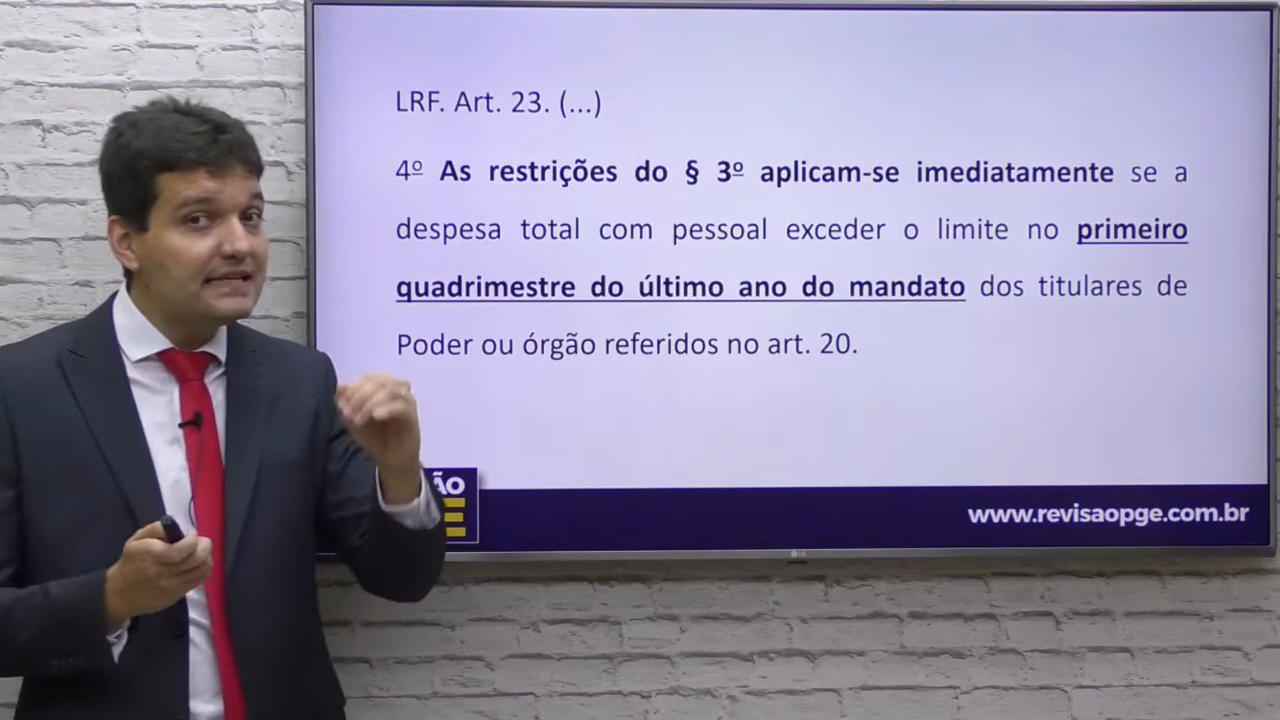 LRF. Art. 23. (...)
4º As restrições do § 3º aplicam-se imediatamente se a
despesa total com pessoal exceder o limite no primeiro
quadrimestre do último ano do mandato dos titulares de
Poder ou órgão referidos no art. 20.
ÃO
E
www.revisaopge.com.br
LG